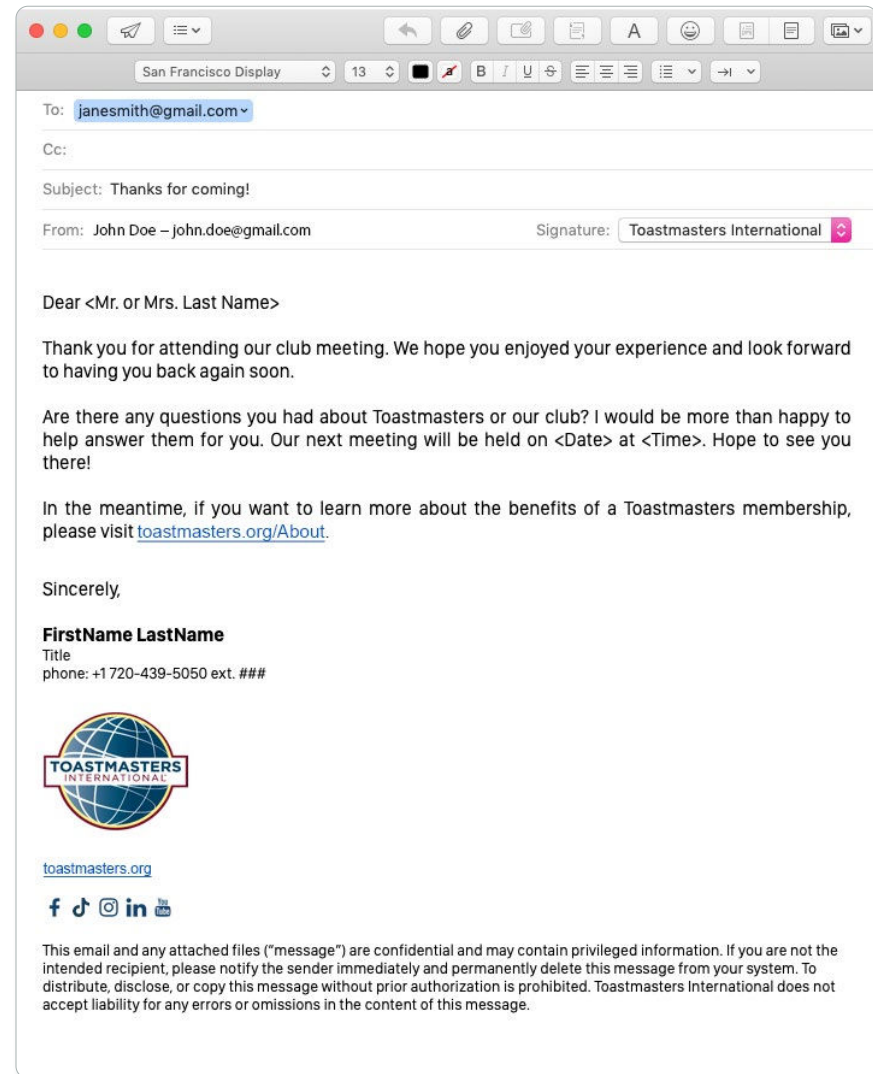 San Francisco Display 13 B I U S
To: janesmith@gmail.com
Cc:
Subject: Thanks for coming!
From: John Doe – john.doe@gmail.com Signature: Toastmasters International
Dear <Mr. or Mrs. Last Name>
Thank you for attending our club meeting. We hope you enjoyed your experience and look forward
to having you back again soon.
Are there any questions you had about Toastmasters or our club? I would be more than happy to
help answer them for you. Our next meeting will be held on <Date> at <Time>. Hope to see you
there!
In the meantime, if you want to learn more about the benefits of a Toastmasters membership,
please visit toastmasters.org/About.
Sincerely,
FirstName LastName
Title
phone: +1 720-439-5050 ext. ###
TOASTMASTERS
INTERNATIONAL
toastmasters.org
You
Tube
This email and any attached files (“message”) are confidential and may contain privileged information. If you are not the
intended recipient, please notify the sender immediately and permanently delete this message from your system. To
distribute, disclose, or copy this message without prior authorization is prohibited. Toastmasters International does not
accept liability for any errors or omissions in the content of this message.